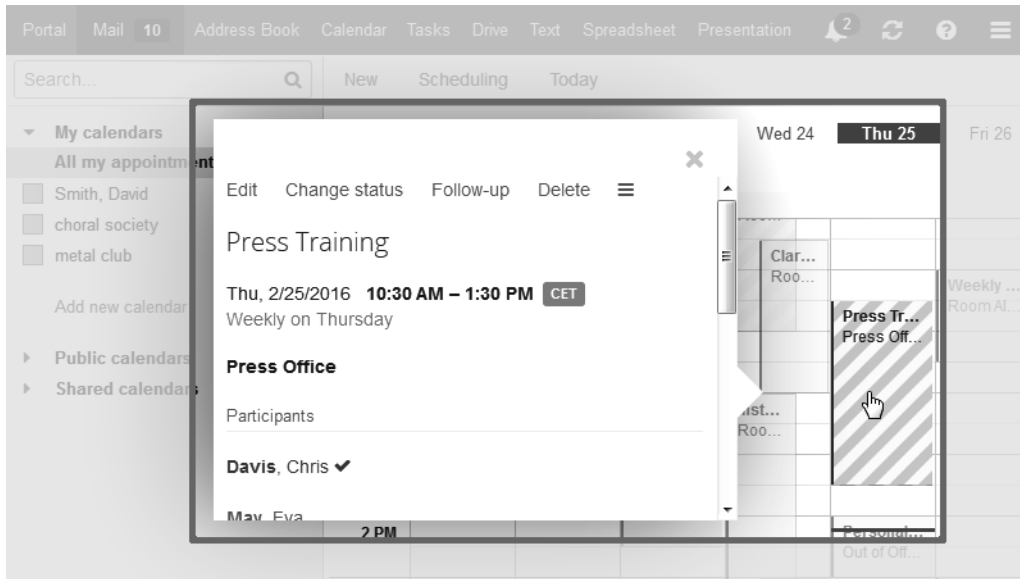 Portal Mail 10 Address Book Calendar Tasks Drive Text Spreadsheet Presentation 2
Search... New Scheduling Today
My calendars
All my appointment
Smith, David
choral society
metal club
Add new calendar
Public calendars
Shared calendars
Wed 24 Thu 25 Fri 26
Edit Change status Follow-up Delete
Press Training
Thu, 2/25/2016 10:30 AM – 1:30 PM CET
Weekly on Thursday
Press Office
Participants
Davis, Chris
May, Eva
Clar...
Roo...
Press Tr...
Press Off...
Weekly ...
Room Al...
Roo...
2 PM
Personal...
Out of Off...